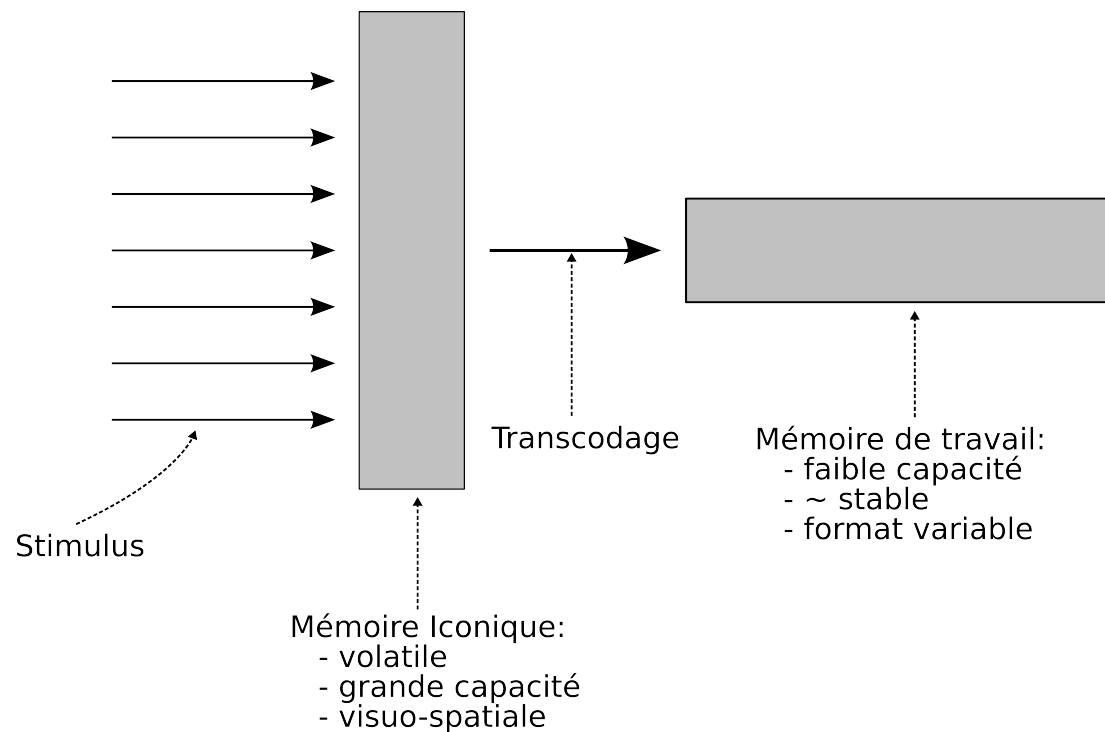 Transcodage
Mémoire de travail:
- faible capacité
- ~ stable
- format variable
Stimulus
Mémoire Iconique:
- volatile
- grande capacité
- visuo-spatiale